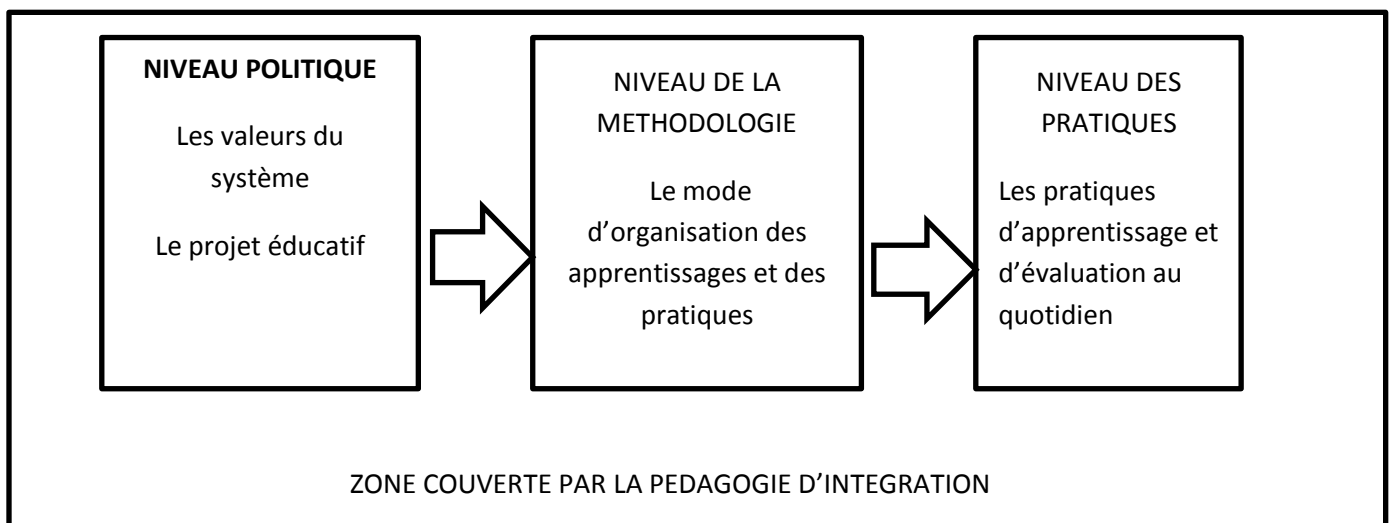 NIVEAU POLITIQUE
Les valeurs du
système
Le projet éducatif
NIVEAU DE LA
METHODOLOGIE
Le mode
d’organisation des
apprentissages et des
pratiques
NIVEAU DES
PRATIQUES
Les pratiques
d’apprentissage et
d’évaluation au
quotidien
ZONE COUVERTE PAR LA PEDAGOGIE D’INTEGRATION